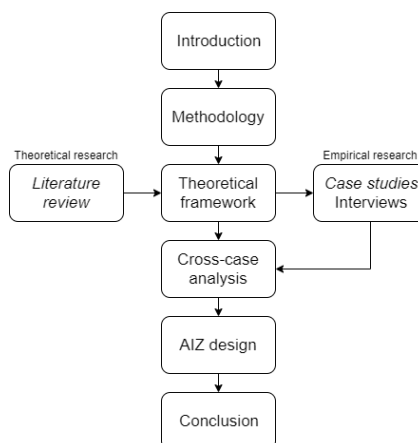 Introduction
Methodology
Theoretical research
Literature
review
Theoretical
framework
Empirical research
Case studies
Interviews
Cross-case
analysis
AIZ design
Conclusion